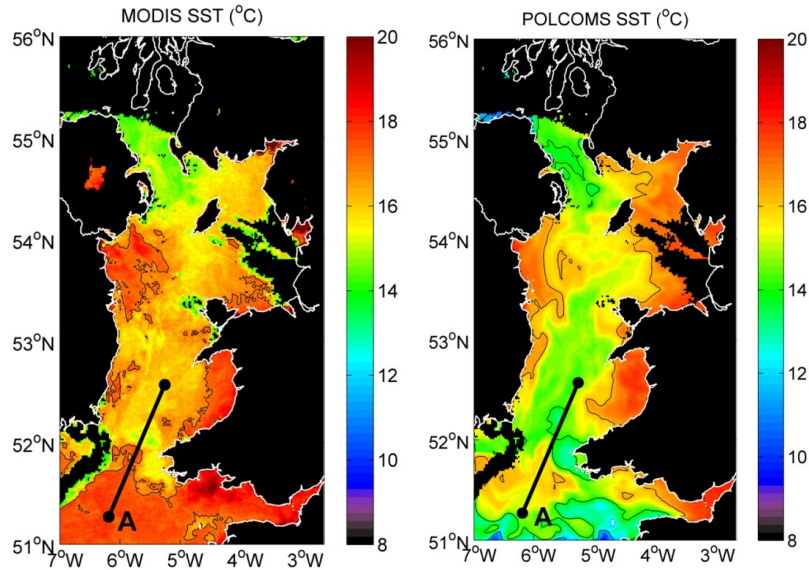 MODIS SST (°C)
56°N
55°N
54°N
53°N
52°N
51°N
7°W 6°W 5°W 4°W 3°W
A
20
18
16
14
12
10
8
POLCOMS SST (°C)
56°N
55°N
54°N
53°N
52°N
51°N
7°W 6°W 5°W 4°W 3°W
A
20
18
16
14
12
10
8